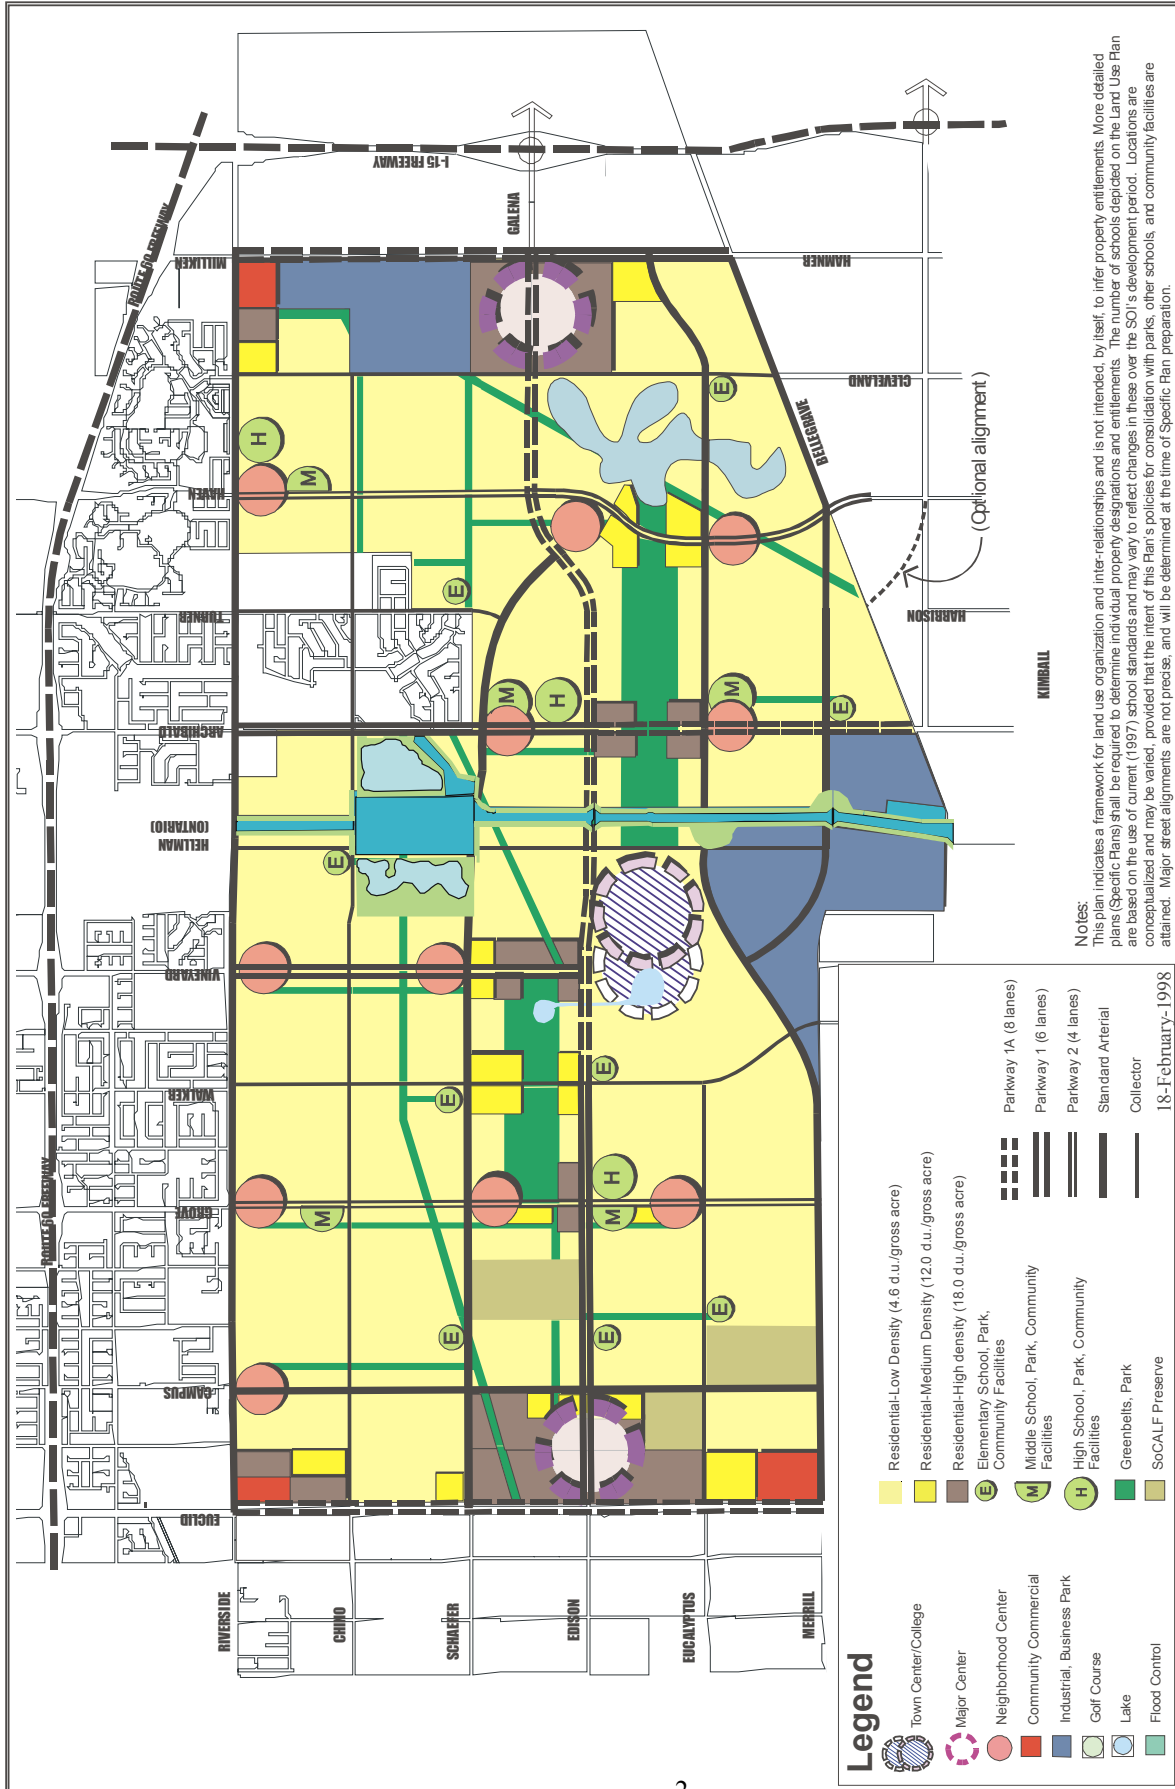 ROUTE 60 FREEWAY
ROUTE 60 FREEWAY
I-15 FREEWAY
EUCLID
CAMPUS
GROVE
WALKER
VINEYARD
HELLMAN
(ONTARIO)
ARCHIBALD
TURNER
HAVEN
MILLIKEN
RIVERSIDE
CHINO
SCHAEFER
EDISON
EUCALYPTUS
MERRILL
GALENA
HAMNER
CLEVELAND
BELLEGRAVE
HARRISON
KIMBALL
(Optional alignment)
H
M
E
E
M
H
M
E
E
E
E
M
E
H
M
E
E
E
Legend
Town Center/College
Major Center
Neighborhood Center
Community Commercial
Industrial, Business Park
Golf Course
Lake
Flood Control
Residential-Low Density (4.6 d.u./gross acre)
Residential-Medium Density (12.0 d.u./gross acre)
Residential-High density (18.0 d.u./gross acre)
E
Elementary School, Park,
Community Facilities
M
Middle School, Park, Community
Facilities
H
High School, Park, Community
Facilities
Greenbelts, Park
SoCALF Preserve
Parkway 1A (8 lanes)
Parkway 1 (6 lanes)
Parkway 2 (4 lanes)
Standard Arterial
Collector
18-February-1998
Notes:
This plan indicates a framework for land use organization and inter-relationships and is not intended, by itself, to infer property entitlements. More detailed
plans (Specific Plans) shall be required to determine individual property designations and entitlements. The number of schools depicted on the Land Use Plan
are based on the use of current (1997) school standards and may vary to reflect changes in these over the SOI's development period. Locations are
conceptualized and may be varied, provided that the intent of this Plan's policies for consolidation with parks, other schools, and community facilities are
attained. Major street alignments are not precise, and will be determined at the time of Specific Plan preparation.